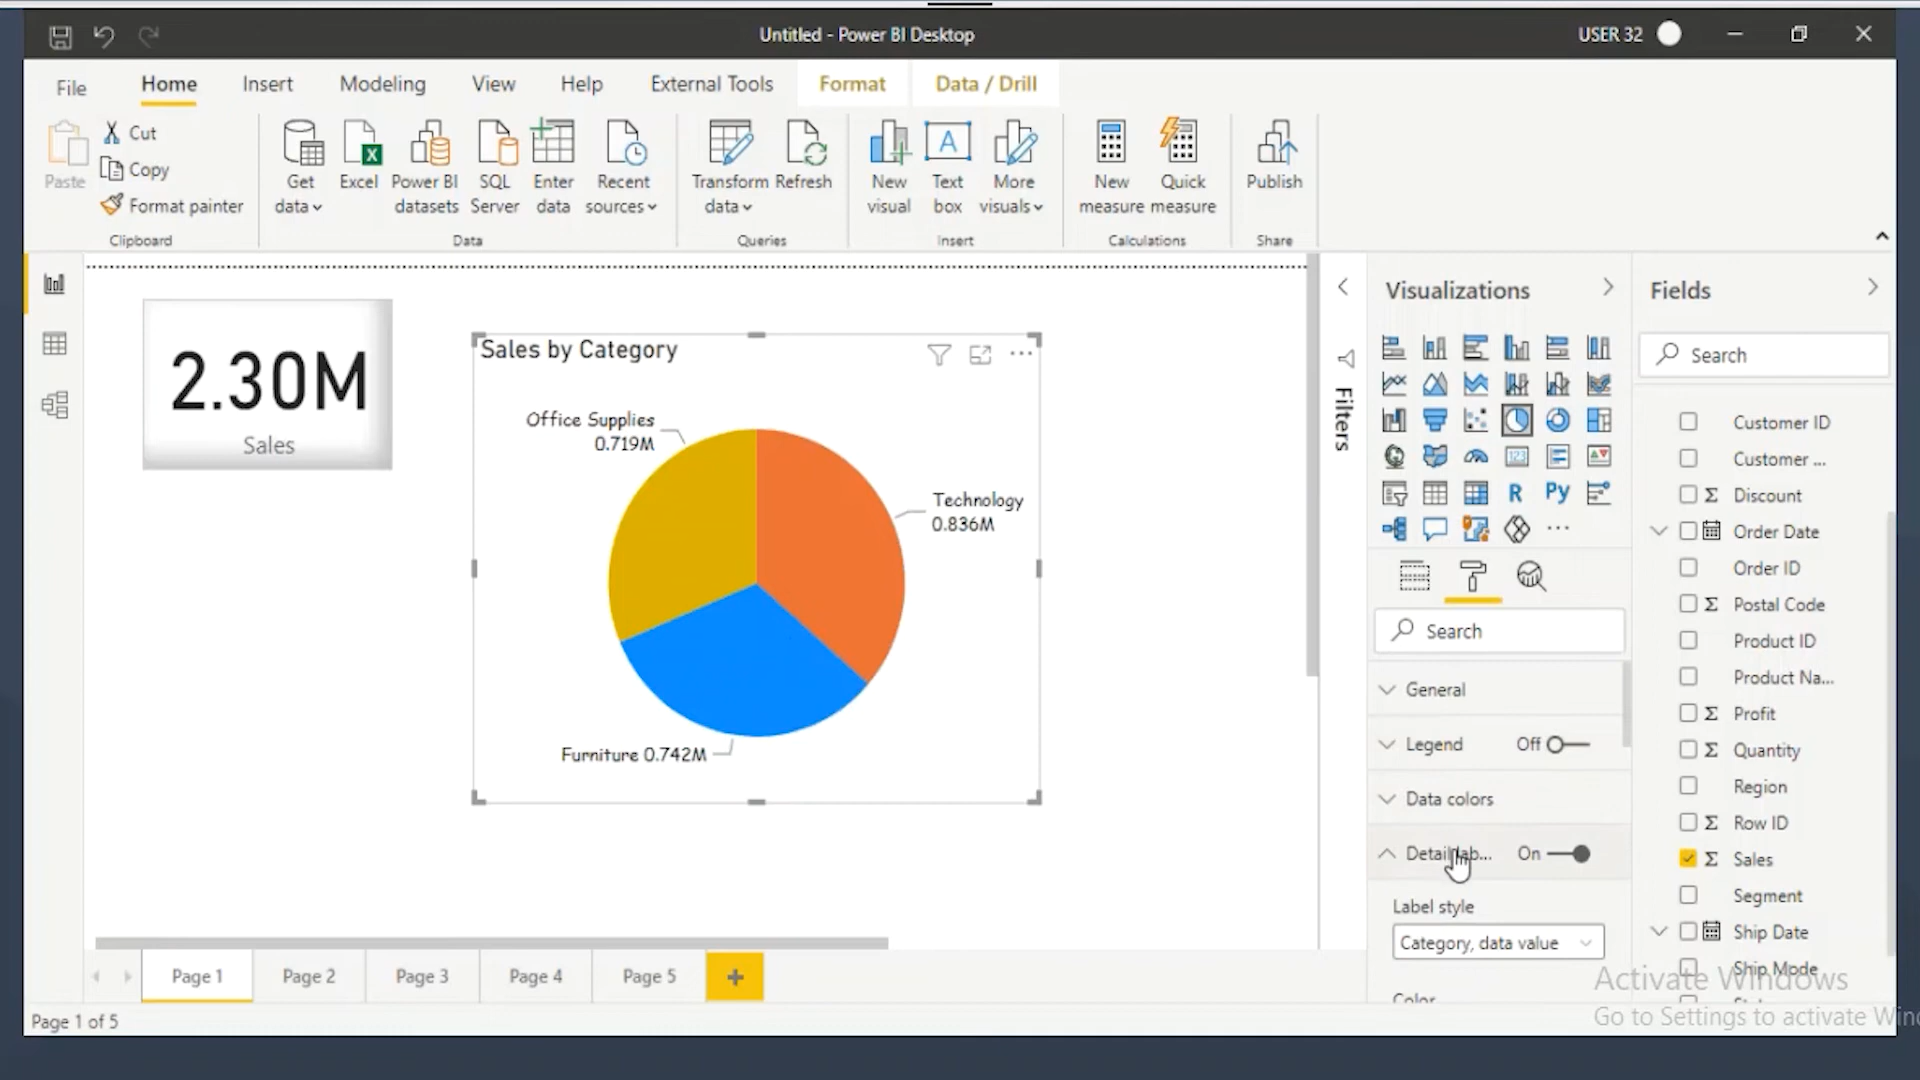 Untitled - Power BI Desktop
USER 32
File
Home
Insert
Modeling
View
Help
External Tools
Format
Data / Drill
Paste
Cut
Copy
Format painter
Clipboard
Get data
Excel
Power BI datasets
SQL Server
Enter data
Recent sources
Data
Transform data
Refresh
Queries
New visual
Text box
More visuals
Insert
New measure
Quick measure
Calculations
Publish
Share
2.30M
Sales
Sales by Category
Office Supplies
0.719M
Technology
0.836M
Furniture 0.742M
Filters
Visualizations
R
Py
123
Search
General
Legend Off
Data colors
Detail lab... On
Label style
Category, data value
Color
Fields
Search
Customer ID
Customer ...
Σ Discount
Order Date
Order ID
Σ Postal Code
Product ID
Product Na...
Σ Profit
Σ Quantity
Region
Σ Row ID
Σ Sales
Segment
Ship Date
Ship Mode
Activate Windows
Go to Settings to activate Win
Page 1
Page 2
Page 3
Page 4
Page 5
+
Page 1 of 5